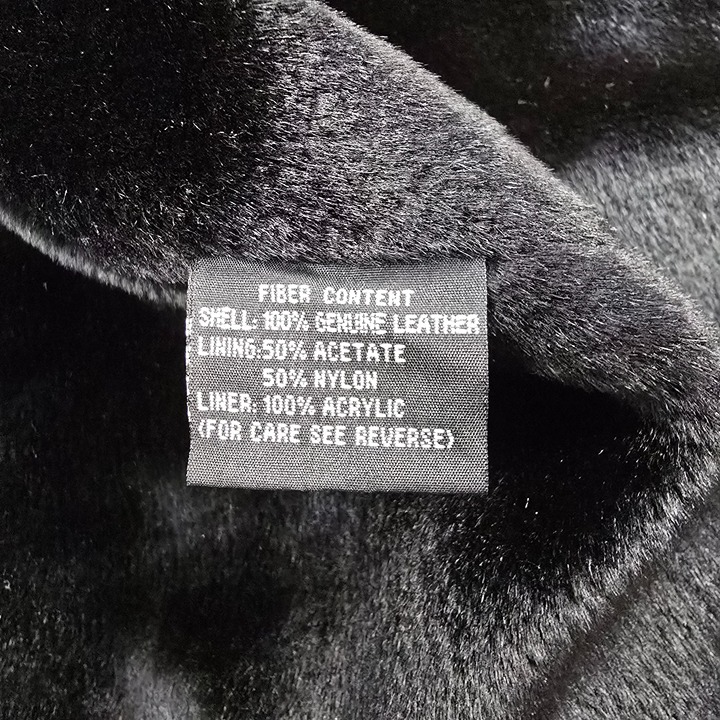 FIBER CONTENT
SHELL: 100% GENUINE LEATHER
LINING: 50% ACETATE
50% NYLON
LINER: 100% ACRYLIC
(FOR CARE SEE REVERSE)